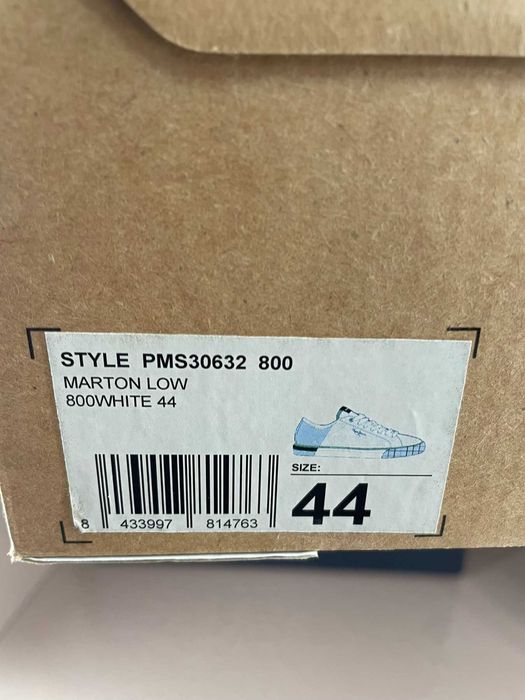 STYLE PMS30632 800
MARTON LOW
800WHITE 44
SIZE:
44
8 433997 814763